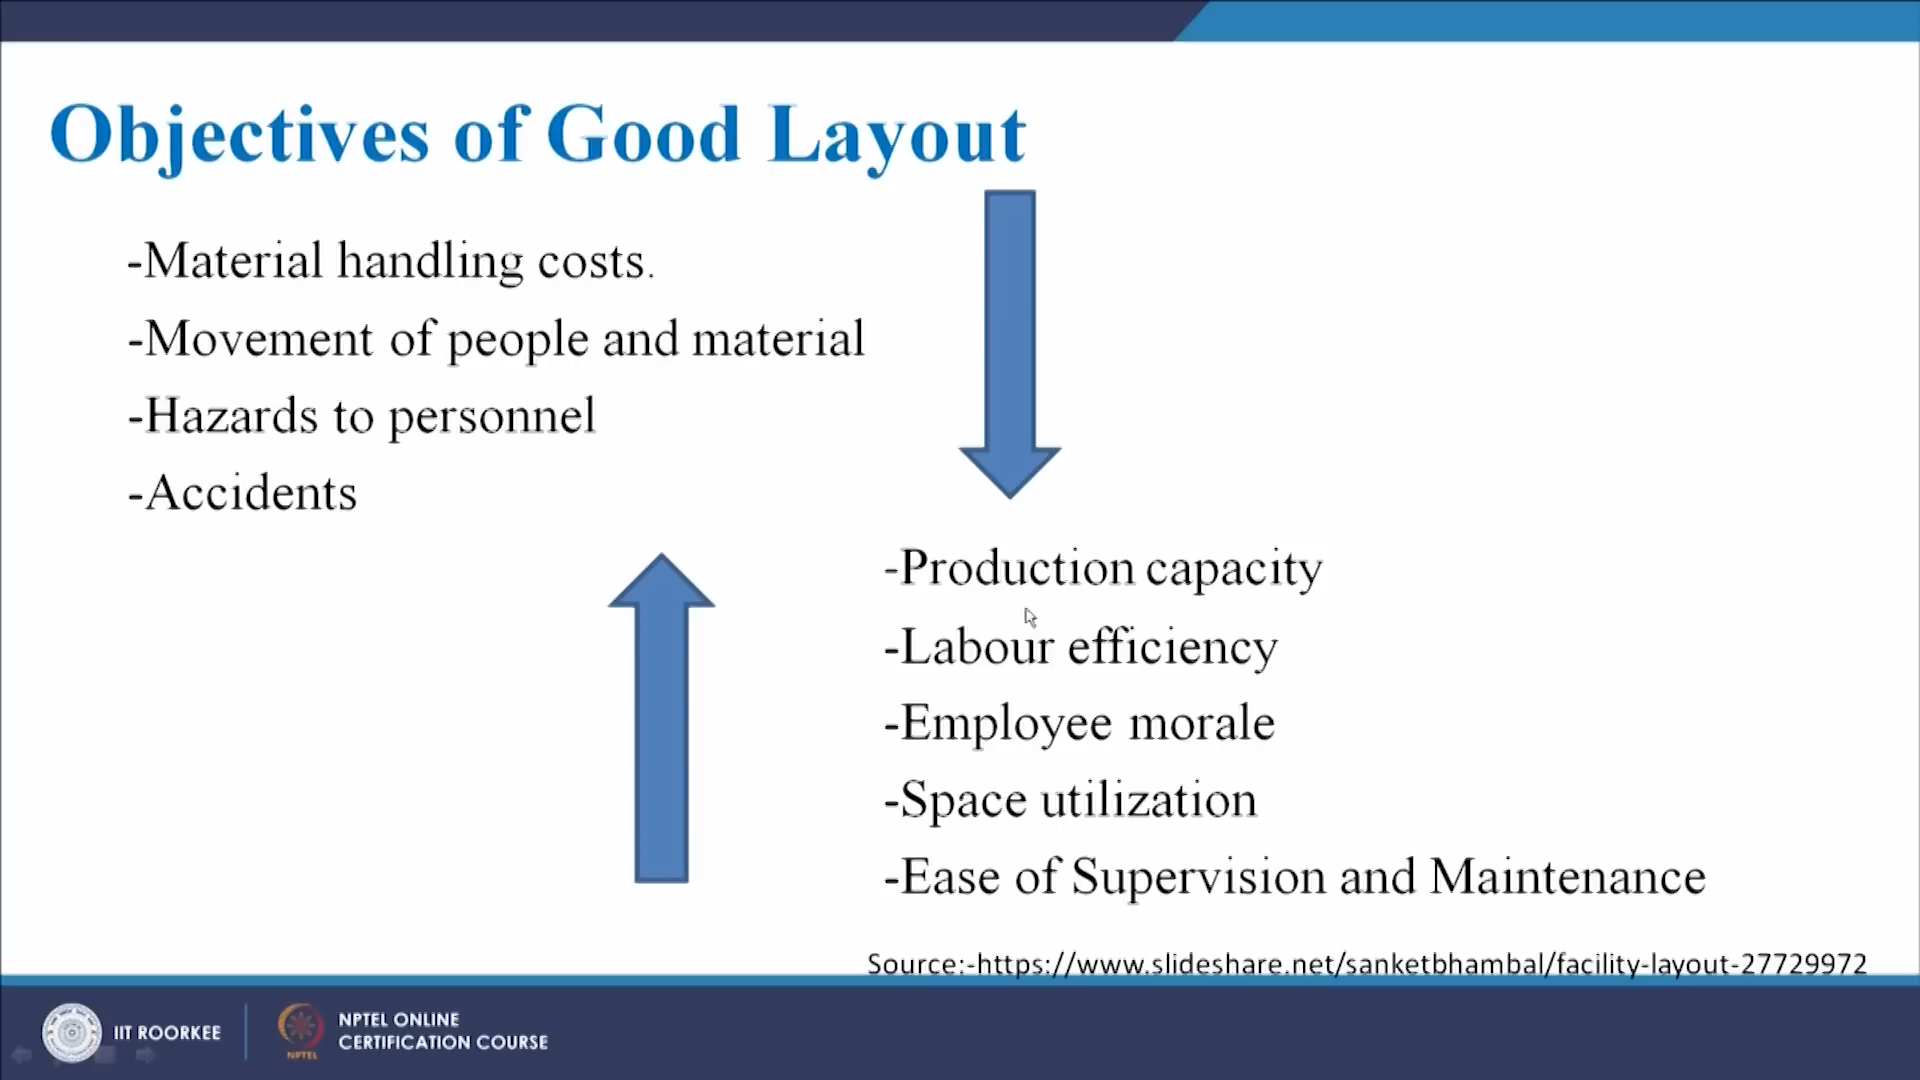 Objectives of Good Layout
-Material handling costs.
-Movement of people and material
-Hazards to personnel
-Accidents
-Production capacity
-Labour efficiency
-Employee morale
-Space utilization
-Ease of Supervision and Maintenance
Source:-https://www.slideshare.net/sanketbhambal/facility-layout-27729972
IIT ROORKEE
NPTEL
NPTEL ONLINE
CERTIFICATION COURSE